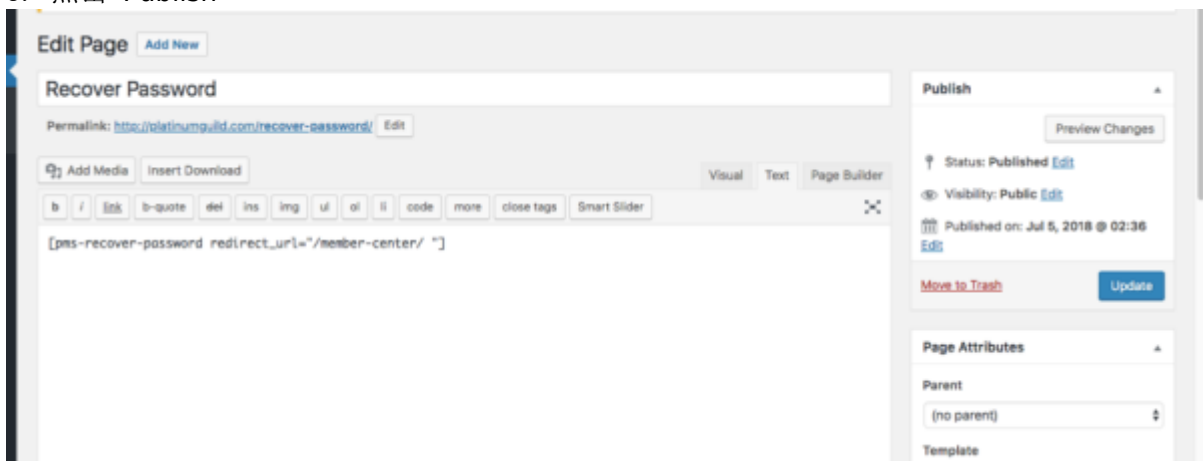 点击 Publish
Edit Page Add New
Recover Password
Permalink: http://platinumguild.com/recover-password/ Edit
Add Media Insert Download
Visual Text Page Builder
b i link b-quote del ins img ul ol li code more close tags Smart Slider
[pms-recover-password redirect_url="/member-center/ "]
Publish
Preview Changes
Status: Published Edit
Visibility: Public Edit
Published on: Jul 5, 2018 @ 02:36
Edit
Move to Trash Update
Page Attributes
Parent
(no parent)
Template